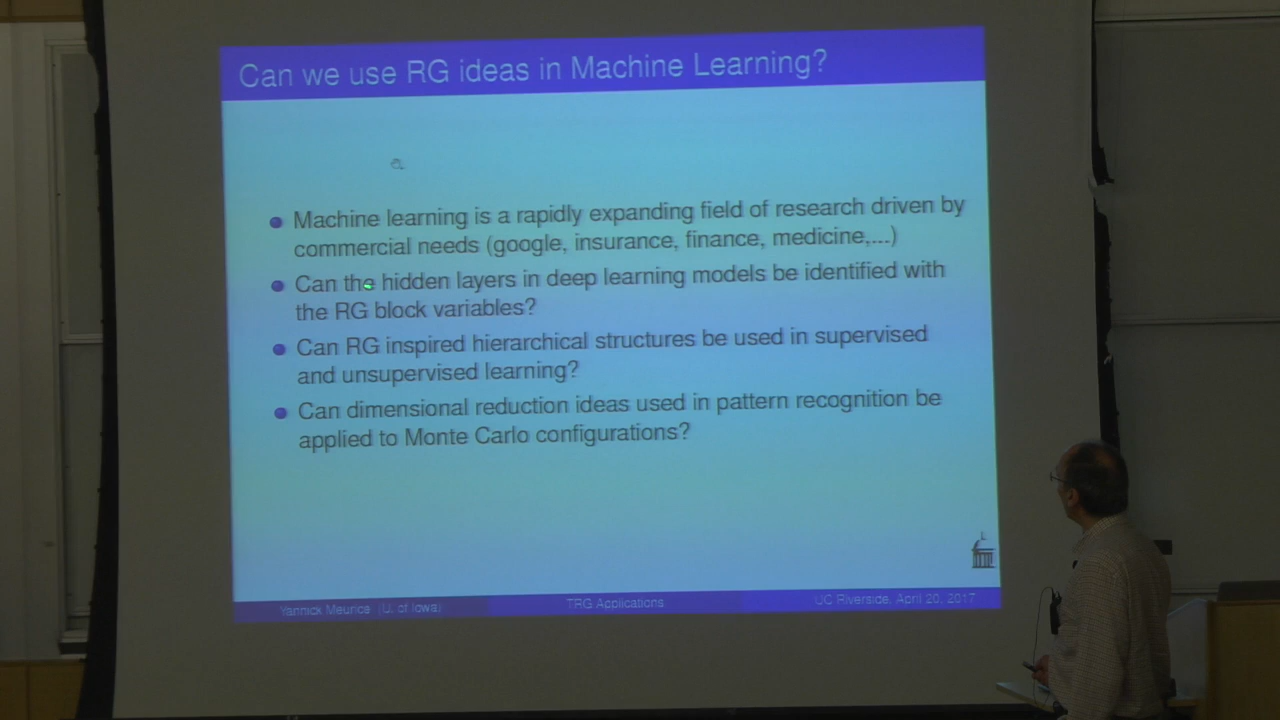 Can we use RG ideas in Machine Learning?
Machine learning is a rapidly expanding field of research driven by
commercial needs (google, insurance, finance, medicine,...)
Can the hidden layers in deep learning models be identified with
the RG block variables?
Can RG inspired hierarchical structures be used in supervised
and unsupervised learning?
Can dimensional reduction ideas used in pattern recognition be
applied to Monte Carlo configurations?
Yannick Meurice (U. of Iowa)
TRG Applications
UC Riverside, April 20, 2017